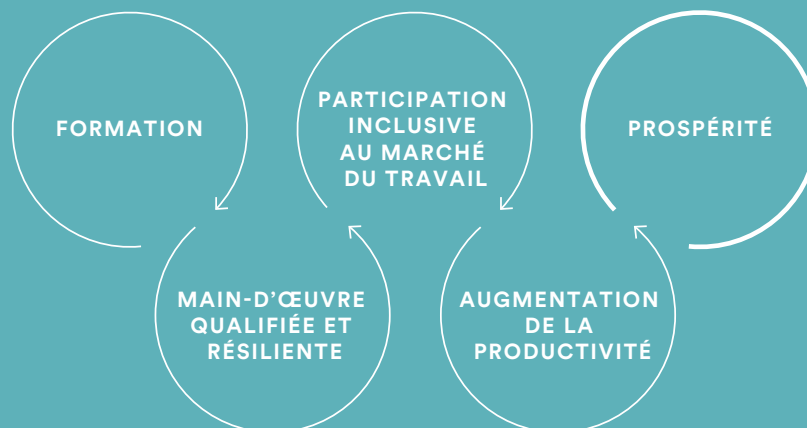 FORMATION
MAIN-D’ŒUVRE
QUALIFIÉE ET
RÉSILIENTE
PARTICIPATION
INCLUSIVE
AU MARCHÉ
DU TRAVAIL
AUGMENTATION
DE LA
PRODUCTIVITÉ
PROSPÉRITÉ